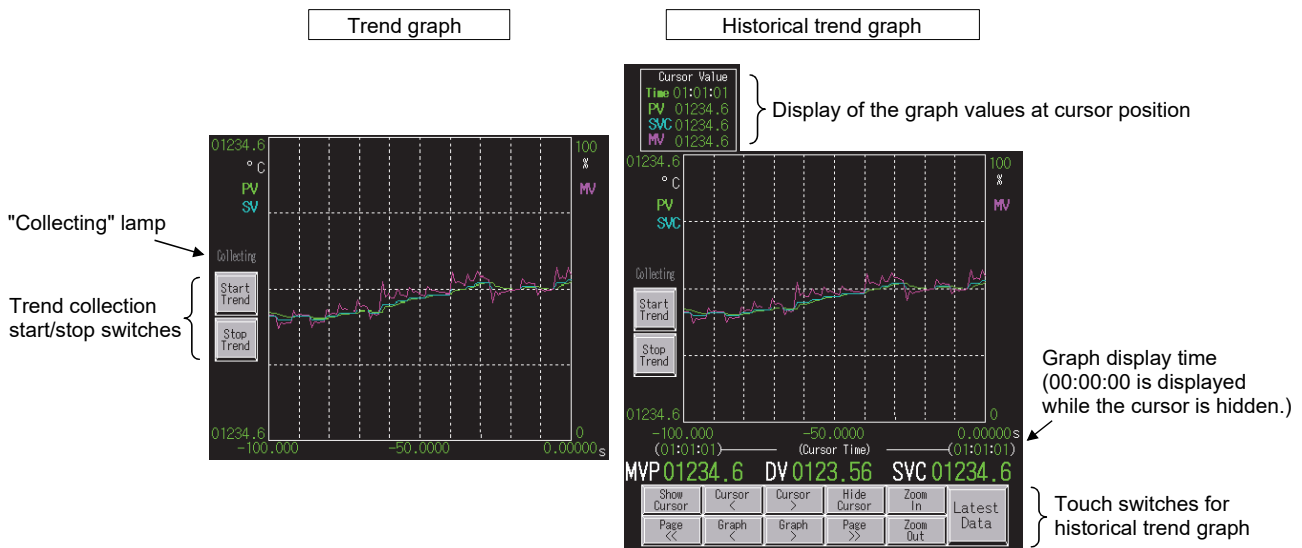 Trend graph
"Collecting" lamp
Trend collection
start/stop switches
01234.6
°C
PV
SV
Collecting
Start
Trend
Stop
Trend
01234.6
100
%
MV
0
-100.000 -50.0000 0.00000s
Historical trend graph
Cursor Value
Time 01:01:01
PV 01234.6
SVC 01234.6
MV 01234.6
Display of the graph values at cursor position
01234.6
°C
PV
SVC
Collecting
Start
Trend
Stop
Trend
01234.6
100
%
MV
0
-100.000 -50.0000 0.00000s
(01:01:01) (Cursor Time) (01:01:01)
MVP 01234.6 DV 0123.56 SVC 01234.6
Graph display time
(00:00:00 is displayed
while the cursor is hidden.)
Show
Cursor
Cursor
<
Cursor
>
Hide
Cursor
Zoom
In
Latest
Data
Page
<<
Graph
<
Graph
>
Page
>>
Zoom
Out
Touch switches for
historical trend graph